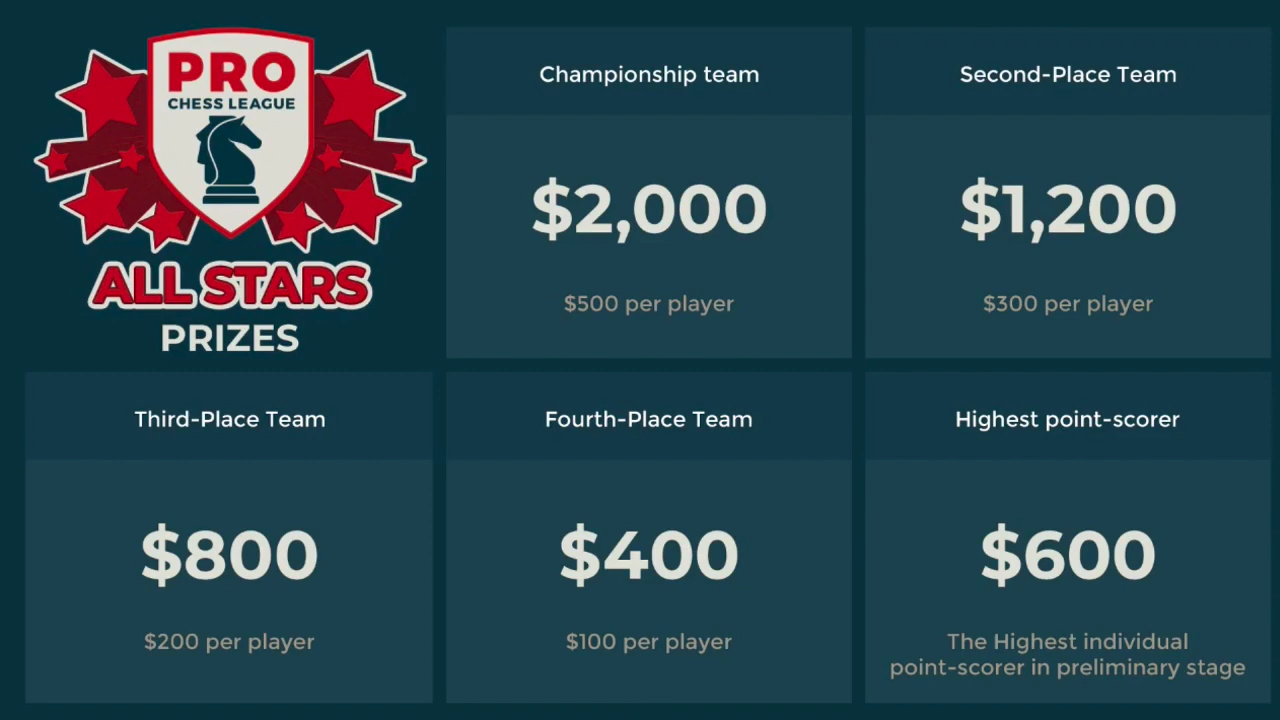 PRO
CHESS LEAGUE
ALL STARS
PRIZES
Championship team
$2,000
$500 per player
Second-Place Team
$1,200
$300 per player
Third-Place Team
$800
$200 per player
Fourth-Place Team
$400
$100 per player
Highest point-scorer
$600
The Highest individual
point-scorer in preliminary stage